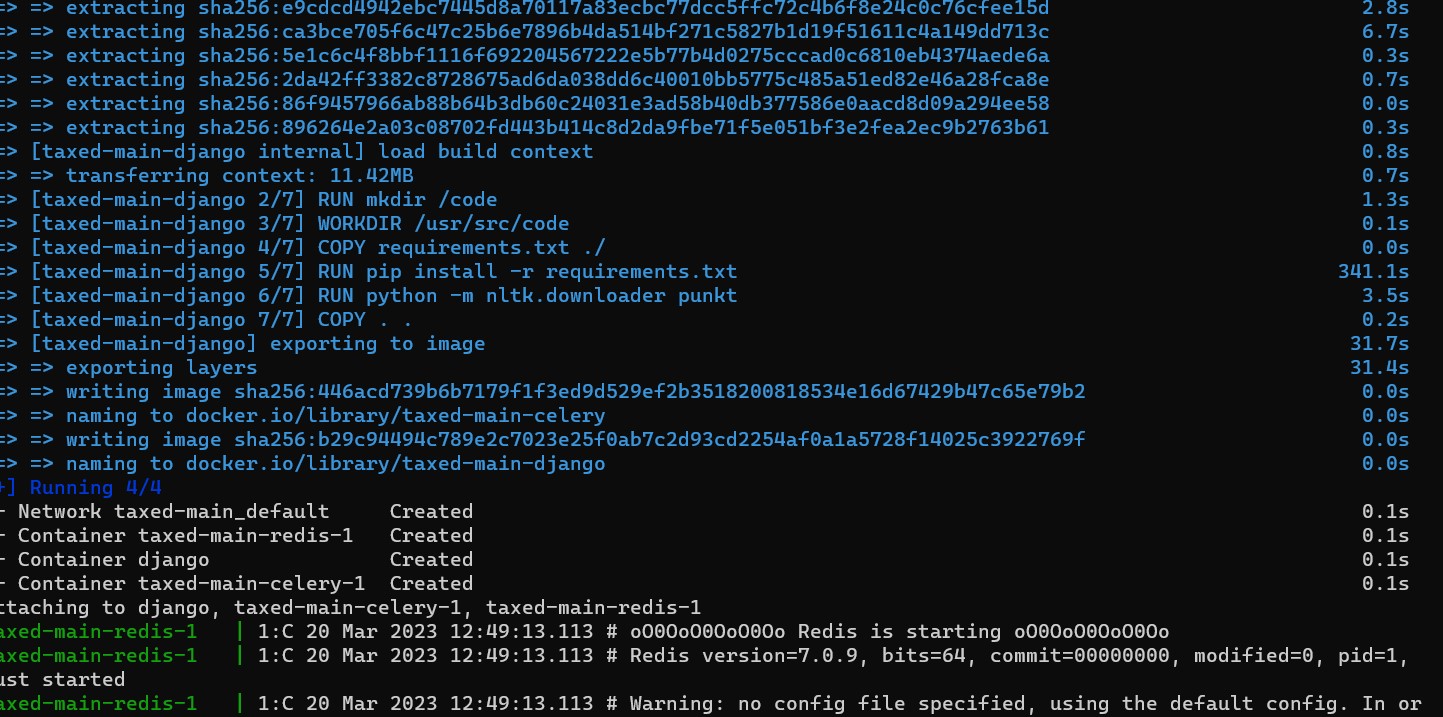 => => extracting sha256:e9cdcd4942ebc7445d8a70117a83ecbc77dcc5ffc72c4b6f8e24c0c76cfee15d 2.8s
=> => extracting sha256:ca3bce705f6c47c25b6e7896b4da514bf271c5827b1d19f51611c4a149dd713c 6.7s
=> => extracting sha256:5e1c6c4f8bbf1116f692204567222e5b77b4d0275cccad0c6810eb4374aede6a 0.3s
=> => extracting sha256:2da42ff3382c8728675ad6da038dd6c40010bb5775c485a51ed82e46a28fca8e 0.7s
=> => extracting sha256:86f9457966ab88b64b3db60c24031e3ad58b40db377586e0aacd8d09a294ee58 0.0s
=> => extracting sha256:896264e2a03c08702fd443b414c8d2da9fbe71f5e051bf3e2fea2ec9b2763b61 0.3s
=> [taxed-main-django internal] load build context 0.8s
=> => transferring context: 11.42MB 0.7s
=> [taxed-main-django 2/7] RUN mkdir /code 1.3s
=> [taxed-main-django 3/7] WORKDIR /usr/src/code 0.1s
=> [taxed-main-django 4/7] COPY requirements.txt ./ 0.0s
=> [taxed-main-django 5/7] RUN pip install -r requirements.txt 341.1s
=> [taxed-main-django 6/7] RUN python -m nltk.downloader punkt 3.5s
=> [taxed-main-django 7/7] COPY . . 0.2s
=> [taxed-main-django] exporting to image 31.7s
=> => exporting layers 31.4s
=> => writing image sha256:446acd739b6b7179f1f3ed9d529ef2b3518200818534e16d67429b47c65e79b2 0.0s
=> => naming to docker.io/library/taxed-main-celery 0.0s
=> => writing image sha256:b29c94494c789e2c7023e25f0ab7c2d93cd2254af0a1a5728f14025c3922769f 0.0s
=> => naming to docker.io/library/taxed-main-django 0.0s
+] Running 4/4
- Network taxed-main_default Created 0.1s
- Container taxed-main-redis-1 Created 0.1s
- Container django Created 0.1s
- Container taxed-main-celery-1 Created 0.1s
ttaching to django, taxed-main-celery-1, taxed-main-redis-1
axed-main-redis-1 | 1:C 20 Mar 2023 12:49:13.113 # oO0OoO0OoO0Oo Redis is starting oO0OoO0OoO0Oo
axed-main-redis-1 | 1:C 20 Mar 2023 12:49:13.113 # Redis version=7.0.9, bits=64, commit=00000000, modified=0, pid=1,
ust started
axed-main-redis-1 | 1:C 20 Mar 2023 12:49:13.113 # Warning: no config file specified, using the default config. In or